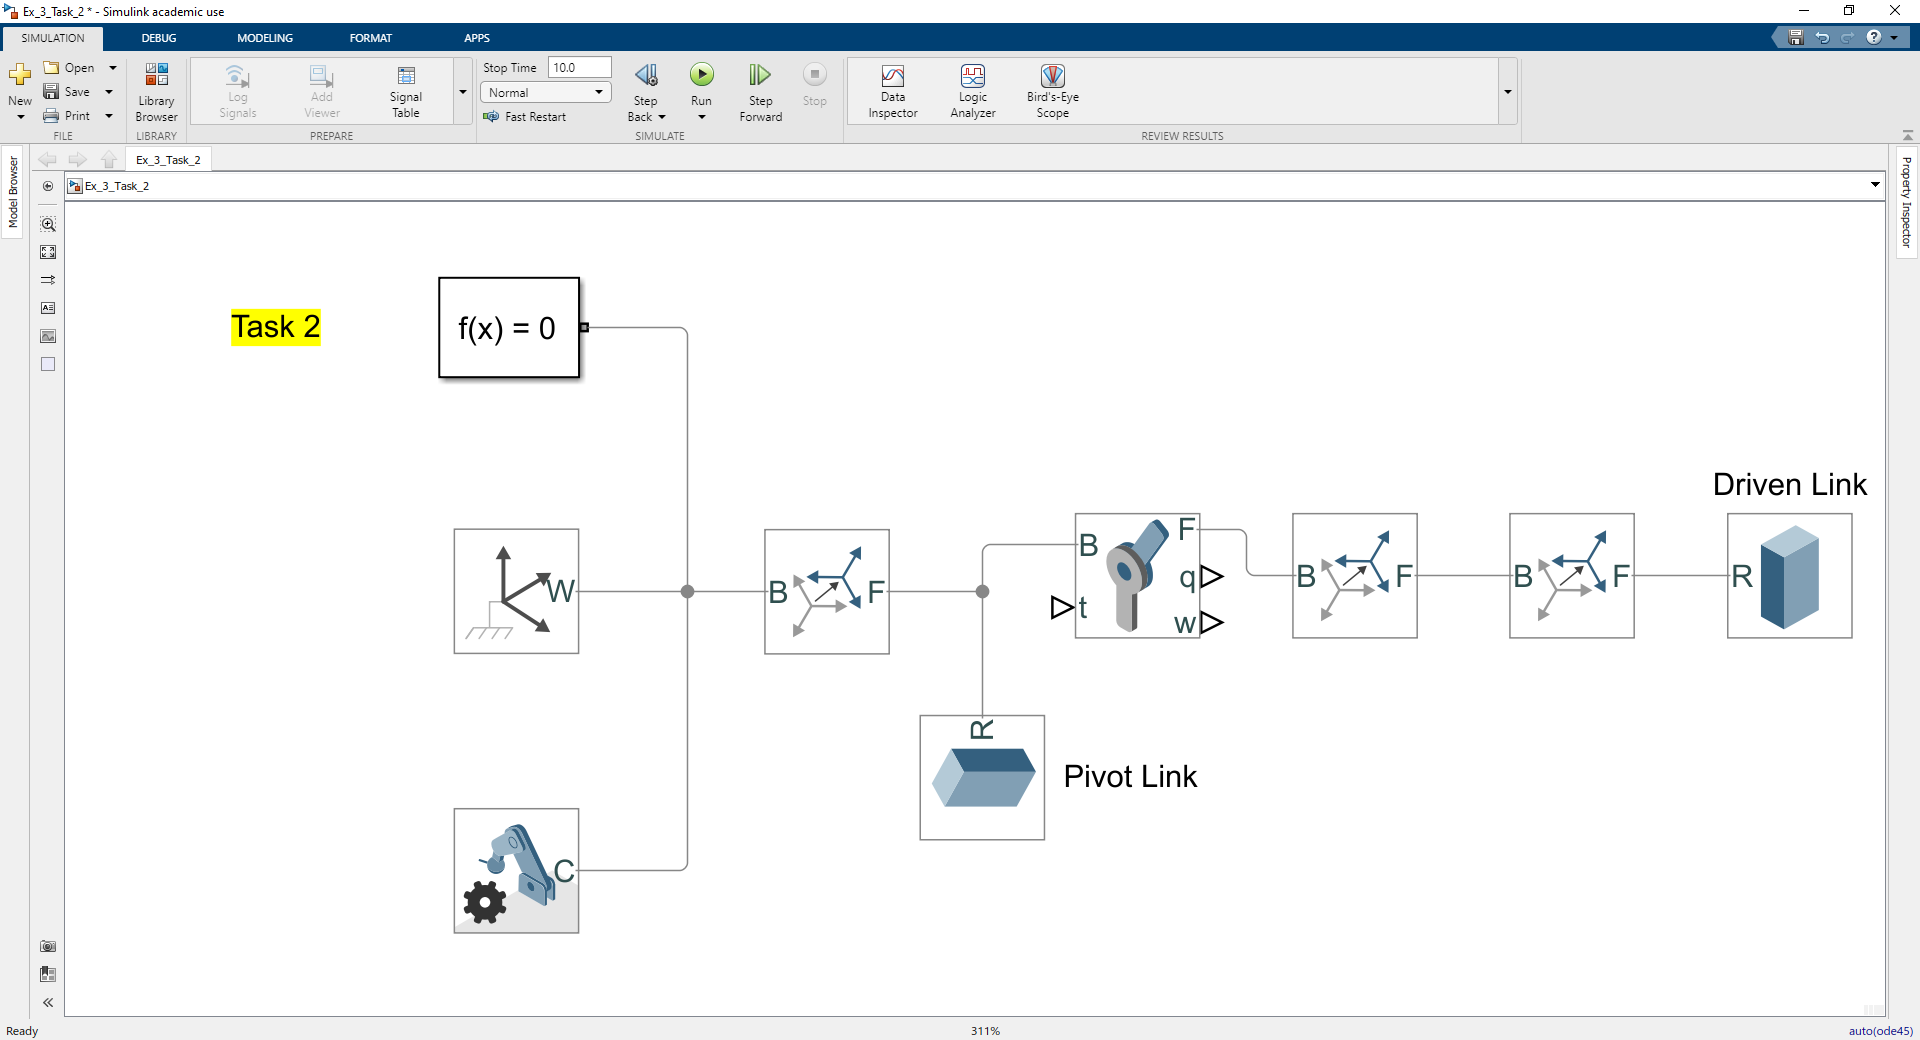 Ex_3_Task_2 * - Simulink academic use
SIMULATION DEBUG MODELING FORMAT APPS
New
Open
Save
Print
FILE
Library Browser
LIBRARY
Log Signals
Add Viewer
Signal Table
PREPARE
Stop Time 10.0
Normal
Fast Restart
Step Back
Run
Step Forward
Stop
SIMULATE
Data Inspector
Logic Analyzer
Bird's-Eye Scope
REVIEW RESULTS
Model Browser
Ex_3_Task_2
Ex_3_Task_2
Property Inspector
Task 2
f(x) = 0
Driven Link
W
B F
B F
q
t w
B F
B F
R
R
Pivot Link
C
Ready 311% auto(ode45)